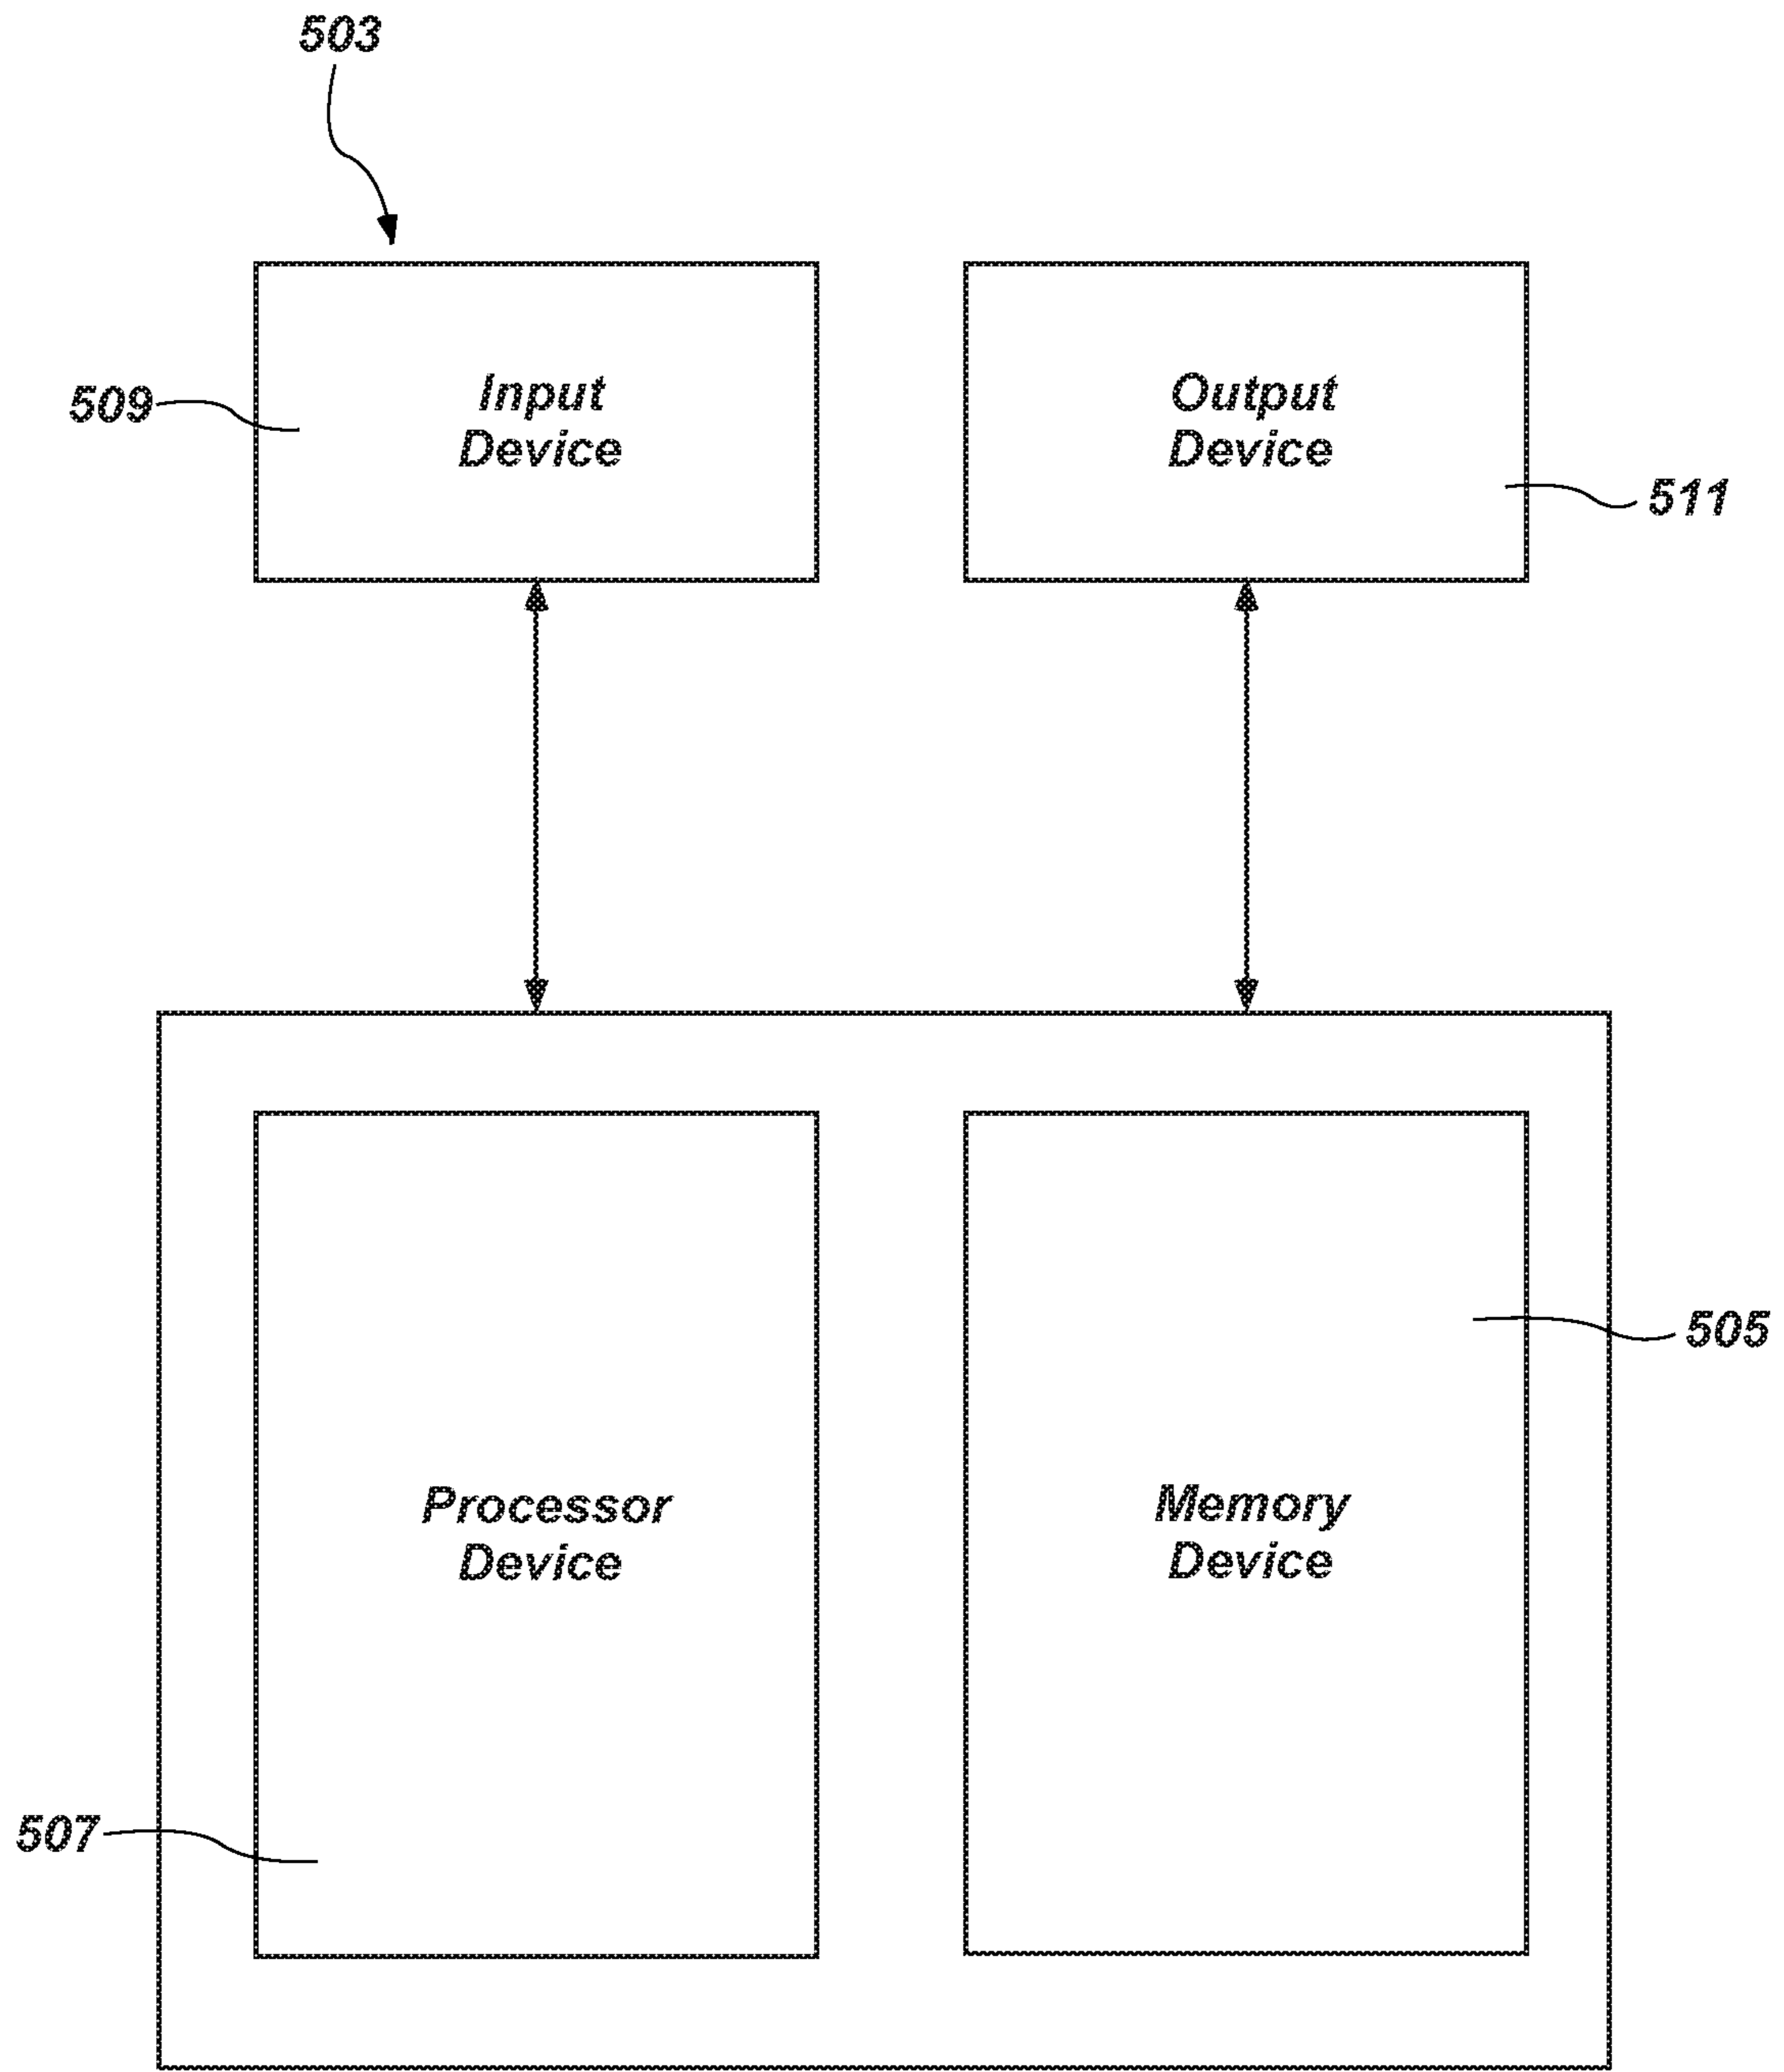 503
509
Input
Device
Output
Device
511
505
Processor
Device
Memory
Device
507